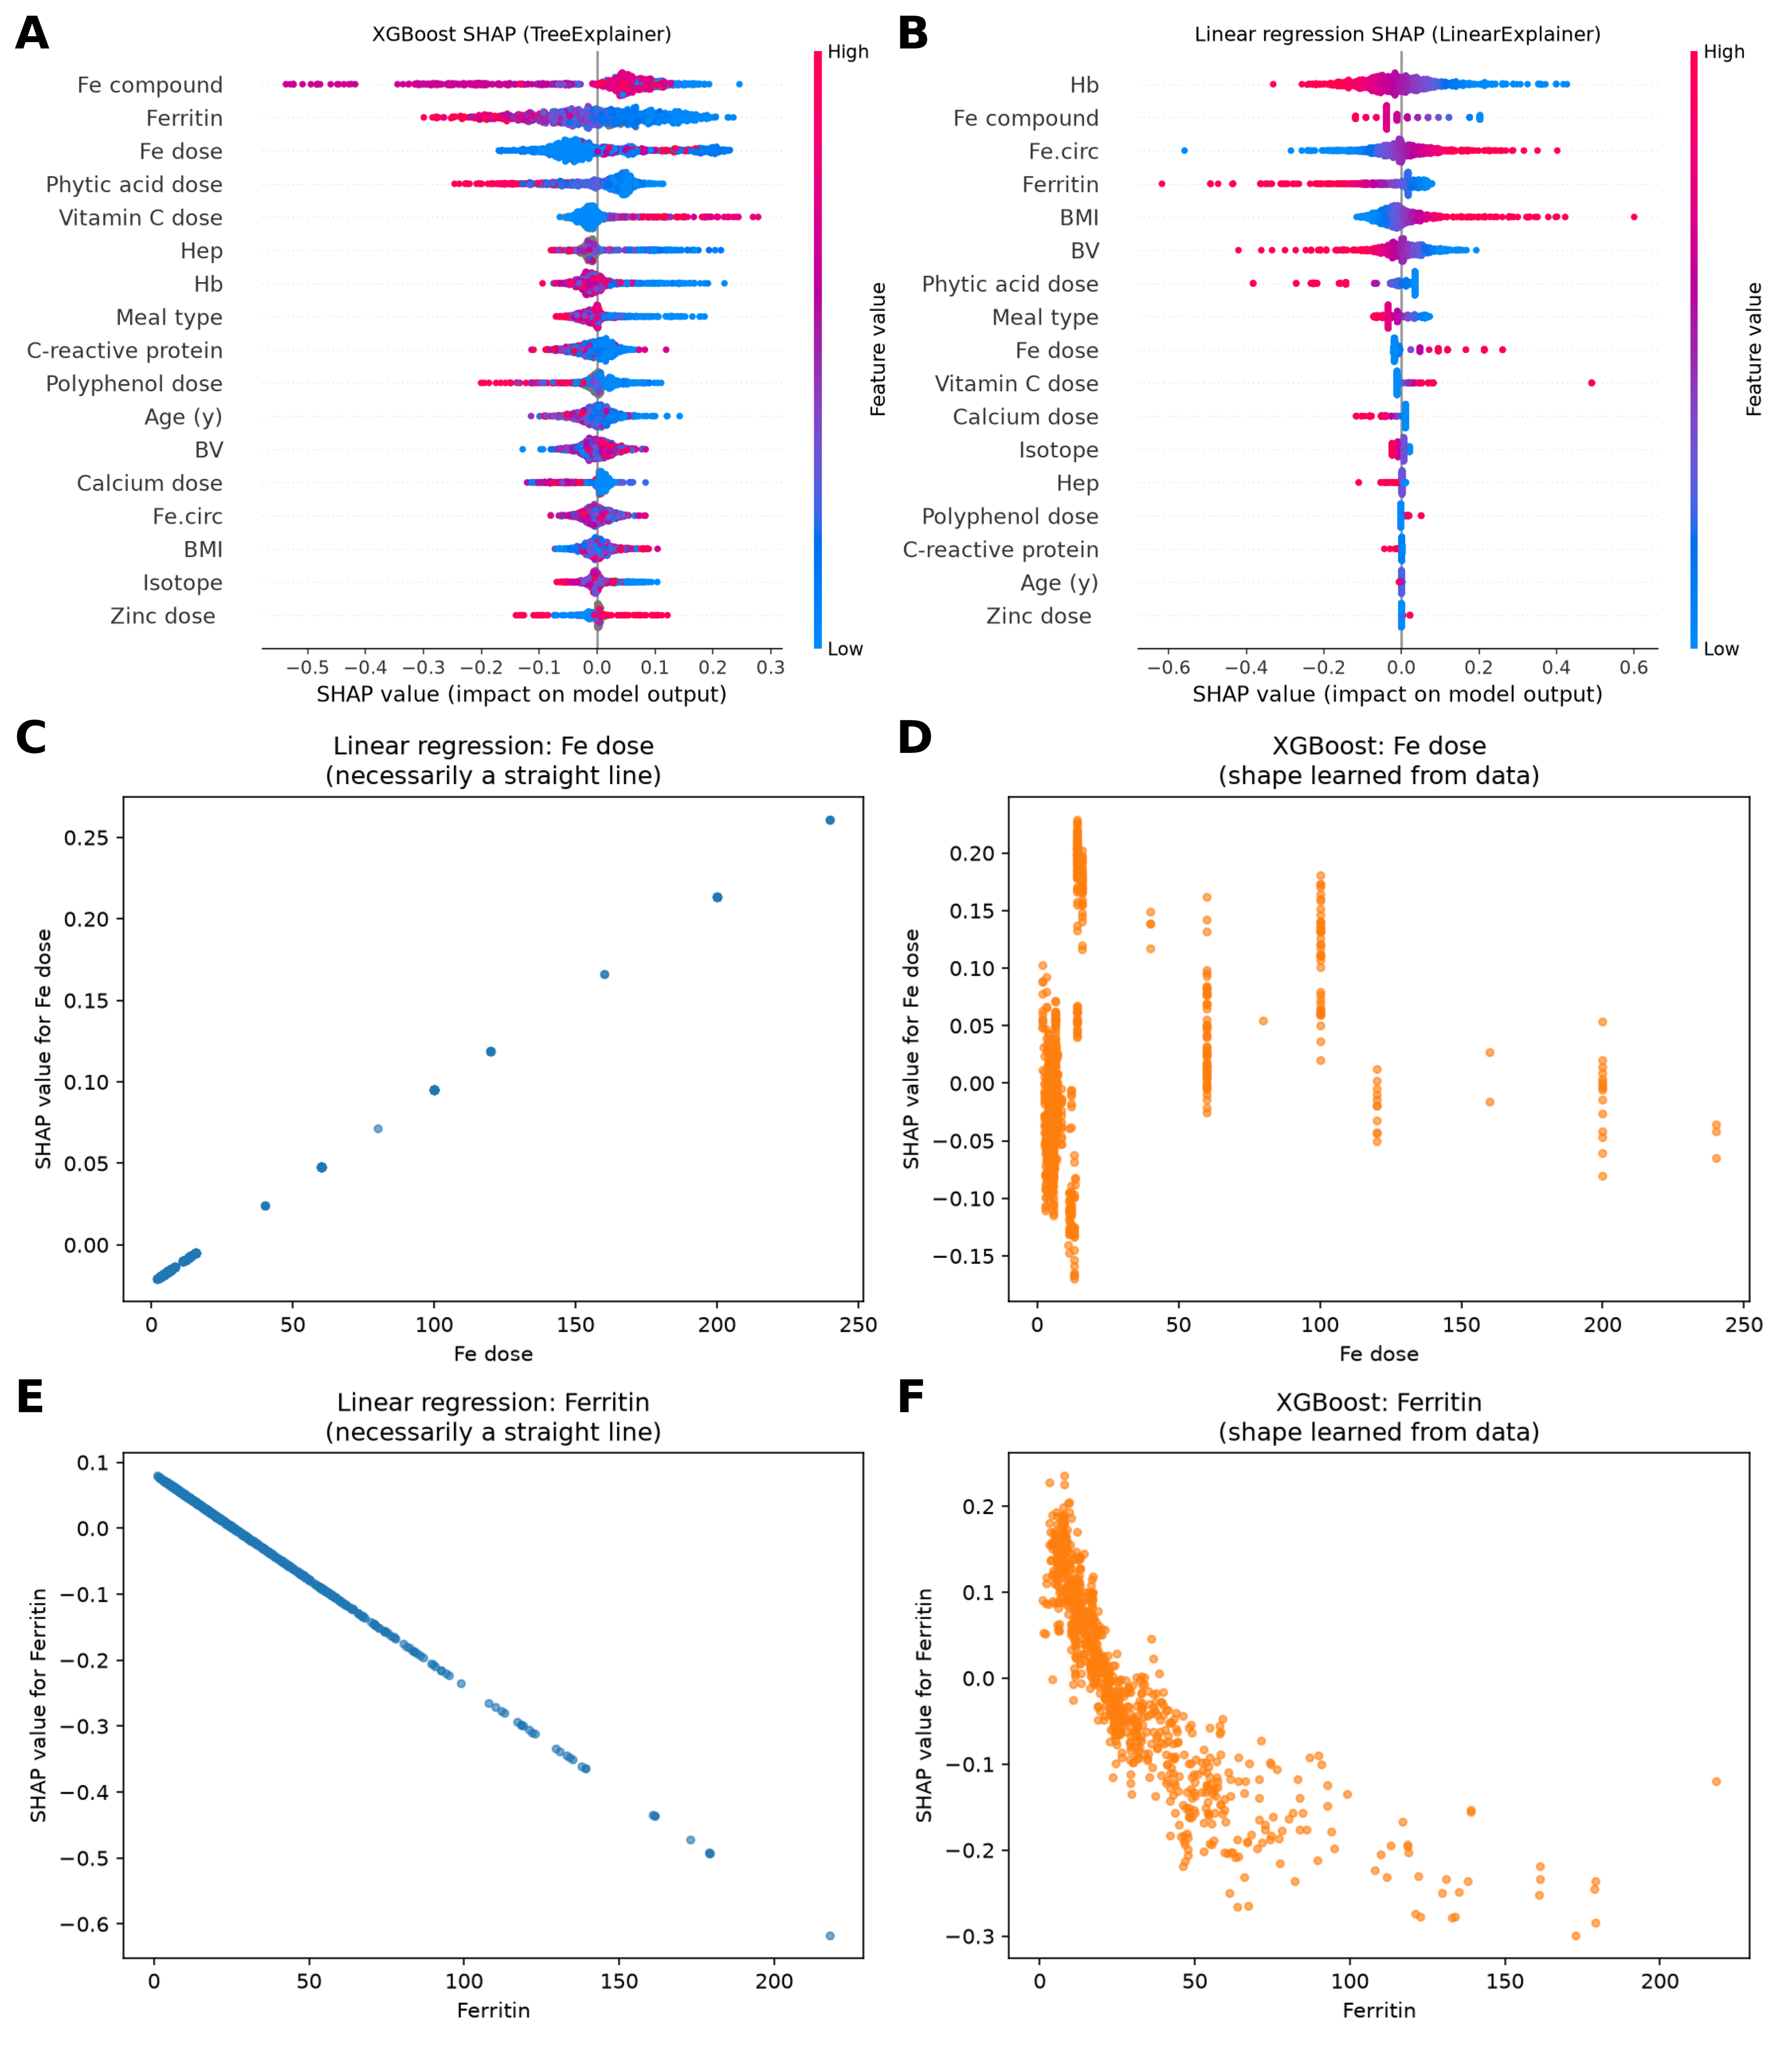 A
XGBoost SHAP (TreeExplainer)
Fe compound
Ferritin
Fe dose
Phytic acid dose
Vitamin C dose
Hep
Hb
Meal type
C-reactive protein
Polyphenol dose
Age (y)
BV
Calcium dose
Fe.circ
BMI
Isotope
Zinc dose
−0.5 −0.4 −0.3 −0.2 −0.1 0.0 0.1 0.2 0.3
SHAP value (impact on model output)
High
Feature value
Low
B
Linear regression SHAP (LinearExplainer)
Hb
Fe compound
Fe.circ
Ferritin
BMI
BV
Phytic acid dose
Meal type
Fe dose
Vitamin C dose
Calcium dose
Isotope
Hep
Polyphenol dose
C-reactive protein
Age (y)
Zinc dose
−0.6 −0.4 −0.2 0.0 0.2 0.4 0.6
SHAP value (impact on model output)
High
Feature value
Low
C
Linear regression: Fe dose
(necessarily a straight line)
SHAP value for Fe dose
0.25
0.20
0.15
0.10
0.05
0.00
0 50 100 150 200 250
Fe dose
D
XGBoost: Fe dose
(shape learned from data)
SHAP value for Fe dose
0.20
0.15
0.10
0.05
0.00
−0.05
−0.10
−0.15
0 50 100 150 200 250
Fe dose
E
Linear regression: Ferritin
(necessarily a straight line)
SHAP value for Ferritin
0.1
0.0
−0.1
−0.2
−0.3
−0.4
−0.5
−0.6
0 50 100 150 200
Ferritin
F
XGBoost: Ferritin
(shape learned from data)
SHAP value for Ferritin
0.2
0.1
0.0
−0.1
−0.2
−0.3
0 50 100 150 200
Ferritin